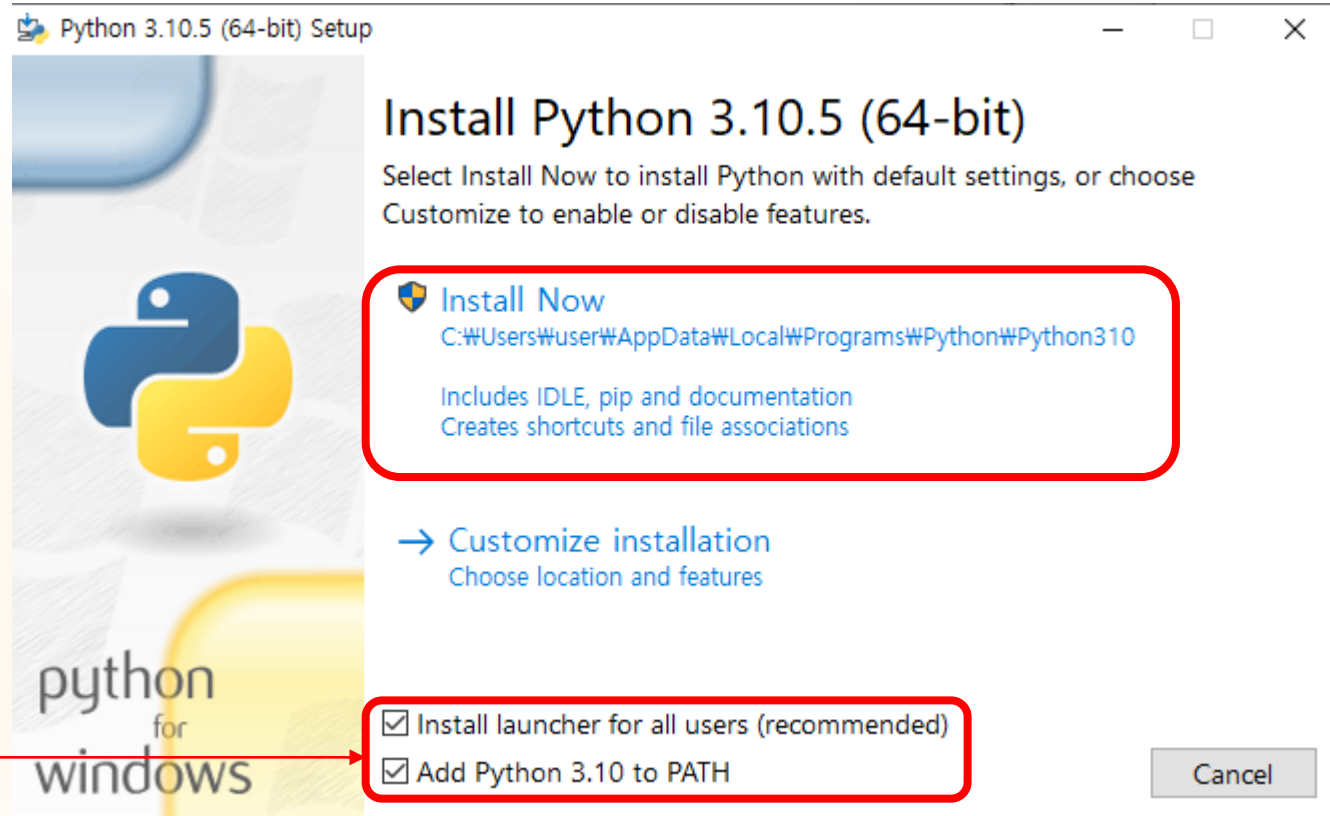 Python 3.10.5 (64-bit) Setup
Install Python 3.10.5 (64-bit)
Select Install Now to install Python with default settings, or choose
Customize to enable or disable features.
Install Now
C:₩Users₩user₩AppData₩Local₩Programs₩Python₩Python310
Includes IDLE, pip and documentation
Creates shortcuts and file associations
Customize installation
Choose location and features
python
for
windows
Install launcher for all users (recommended)
Add Python 3.10 to PATH
Cancel